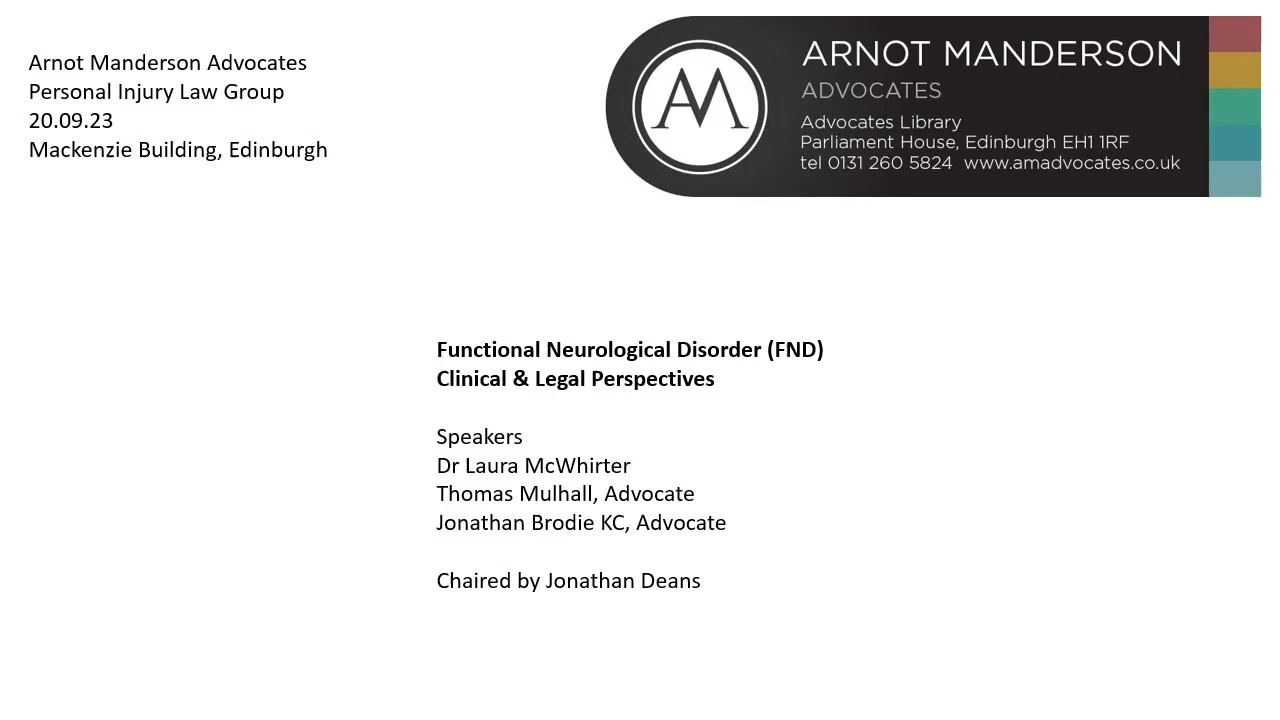 Arnot Manderson Advocates
Personal Injury Law Group
20.09.23
Mackenzie Building, Edinburgh
AM
ARNOT MANDERSON
ADVOCATES
Advocates Library
Parliament House, Edinburgh EH1 1RF
tel 0131 260 5824 www.amadvocates.co.uk
Functional Neurological Disorder (FND)
Clinical & Legal Perspectives
Speakers
Dr Laura McWhirter
Thomas Mulhall, Advocate
Jonathan Brodie KC, Advocate
Chaired by Jonathan Deans